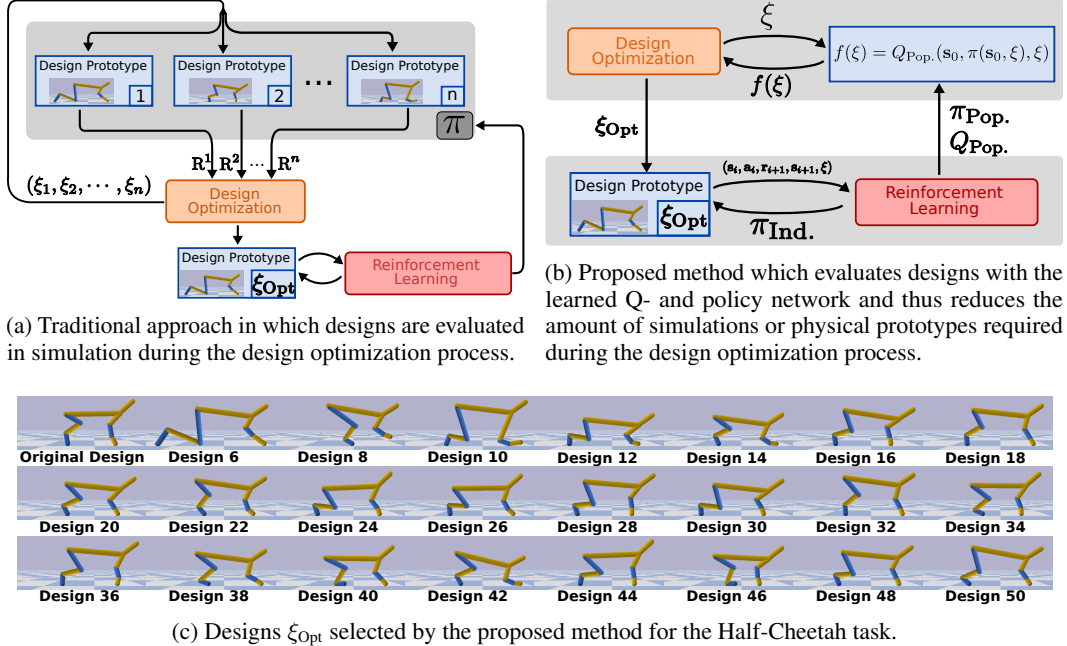 Design Prototype
1
Design Prototype
2
...
Design Prototype
n
π
R¹ R² ... Rⁿ
(ξ₁, ξ₂, · · · , ξₙ)
Design
Optimization
Design Prototype
ξOpt
Reinforcement
Learning
(a) Traditional approach in which designs are evaluated
in simulation during the design optimization process.
Design
Optimization
ξ
f(ξ)
f(ξ) = QPop.(s₀, π(s₀, ξ), ξ)
ξOpt
πPop.
QPop.
Design Prototype
ξOpt
(sᵢ, aᵢ, rᵢ₊₁, sᵢ₊₁, ξ)
πInd.
Reinforcement
Learning
(b) Proposed method which evaluates designs with the
learned Q- and policy network and thus reduces the
amount of simulations or physical prototypes required
during the design optimization process.
Original Design Design 6 Design 8 Design 10 Design 12 Design 14 Design 16 Design 18
Design 20 Design 22 Design 24 Design 26 Design 28 Design 30 Design 32 Design 34
Design 36 Design 38 Design 40 Design 42 Design 44 Design 46 Design 48 Design 50
(c) Designs ξOpt selected by the proposed method for the Half-Cheetah task.